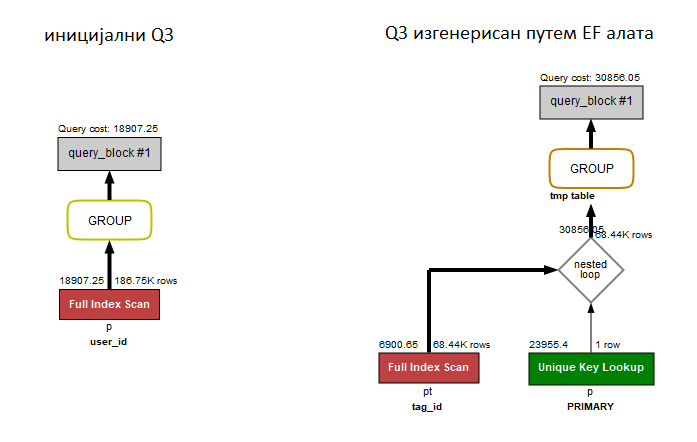 иницијални Q3
Query cost: 18907.25
query_block #1
GROUP
18907.25
186.75K rows
Full Index Scan
p
user_id
Q3 изгенерисан путем EF алата
Query cost: 30856.05
query_block #1
GROUP
tmp table
30856.05
68.44K rows
nested
loop
6900.65
68.44K rows
Full Index Scan
pt
tag_id
23955.4
1 row
Unique Key Lookup
p
PRIMARY